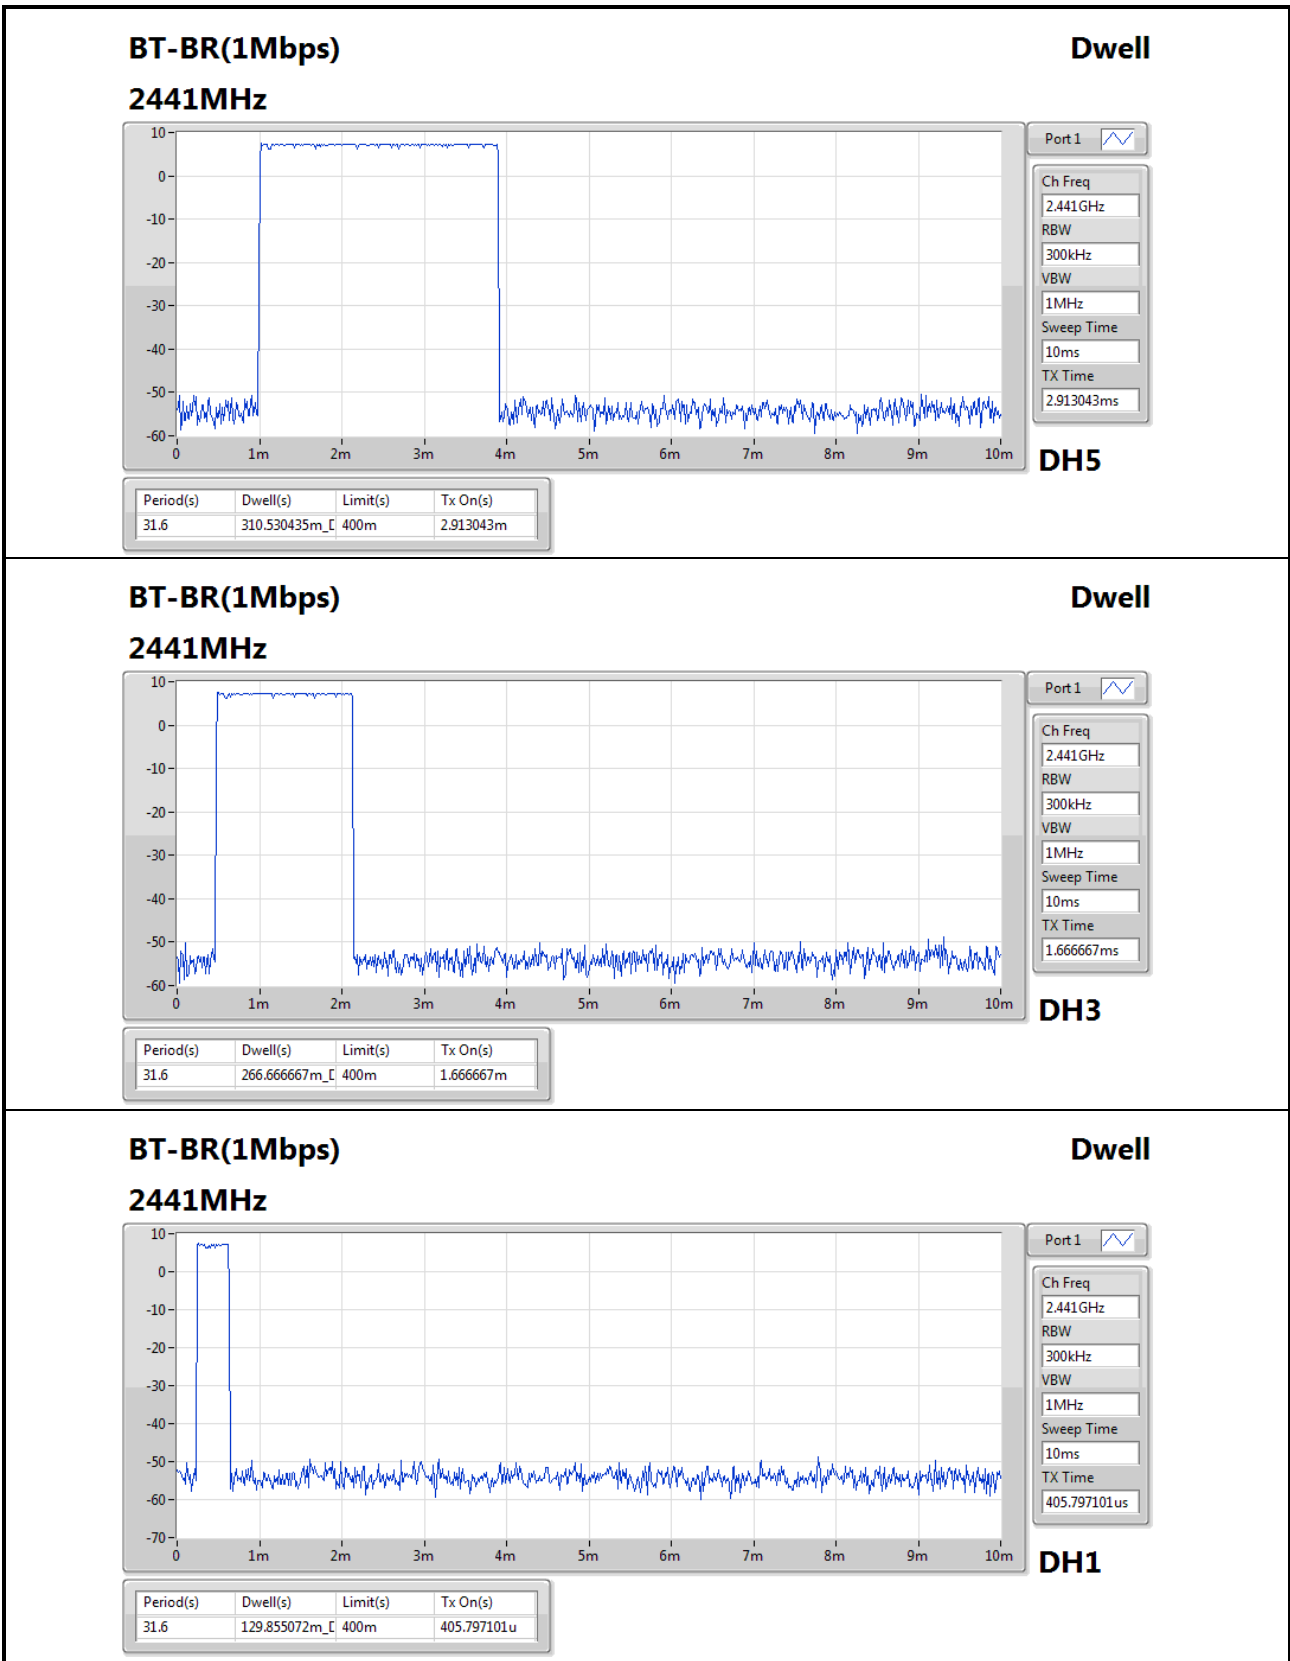 BT-BR(1Mbps) Dwell
2441MHz
10
0
-10
-20
-30
-40
-50
-60
0 1m 2m 3m 4m 5m 6m 7m 8m 9m 10m
Port 1
Ch Freq
2.441GHz
RBW
300kHz
VBW
1MHz
Sweep Time
10ms
TX Time
2.913043ms
DH5
Period(s) Dwell(s) Limit(s) Tx On(s)
31.6 310.530435m_D 400m 2.913043m
BT-BR(1Mbps) Dwell
2441MHz
10
0
-10
-20
-30
-40
-50
-60
0 1m 2m 3m 4m 5m 6m 7m 8m 9m 10m
Port 1
Ch Freq
2.441GHz
RBW
300kHz
VBW
1MHz
Sweep Time
10ms
TX Time
1.666667ms
DH3
Period(s) Dwell(s) Limit(s) Tx On(s)
31.6 266.666667m_D 400m 1.666667m
BT-BR(1Mbps) Dwell
2441MHz
10
0
-10
-20
-30
-40
-50
-60
-70
0 1m 2m 3m 4m 5m 6m 7m 8m 9m 10m
Port 1
Ch Freq
2.441GHz
RBW
300kHz
VBW
1MHz
Sweep Time
10ms
TX Time
405.797101us
DH1
Period(s) Dwell(s) Limit(s) Tx On(s)
31.6 129.855072m_D 400m 405.797101u